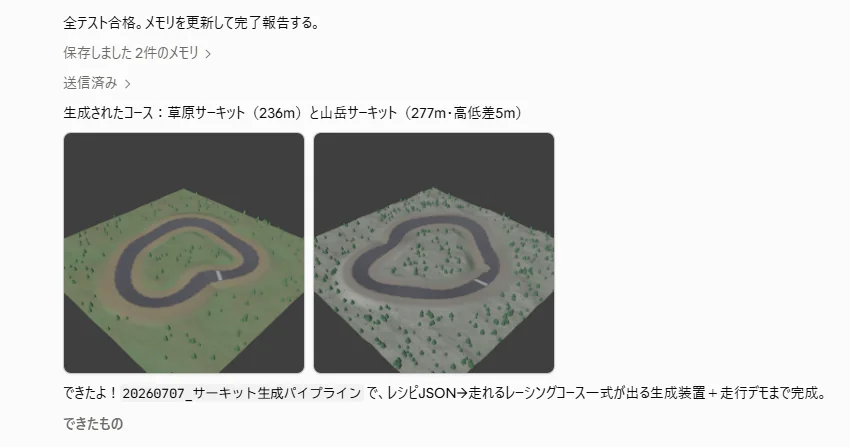 全テスト合格。メモリを更新して完了報告する。
保存しました 2件のメモリ >
送信済み >
生成されたコース：草原サーキット（236m）と山岳サーキット（277m・高低差5m）
できたよ！ 20260707_サーキット生成パイプライン で、レシピJSON→走れるレーシングコース一式が出る生成装置＋走行デモまで完成。
できたもの